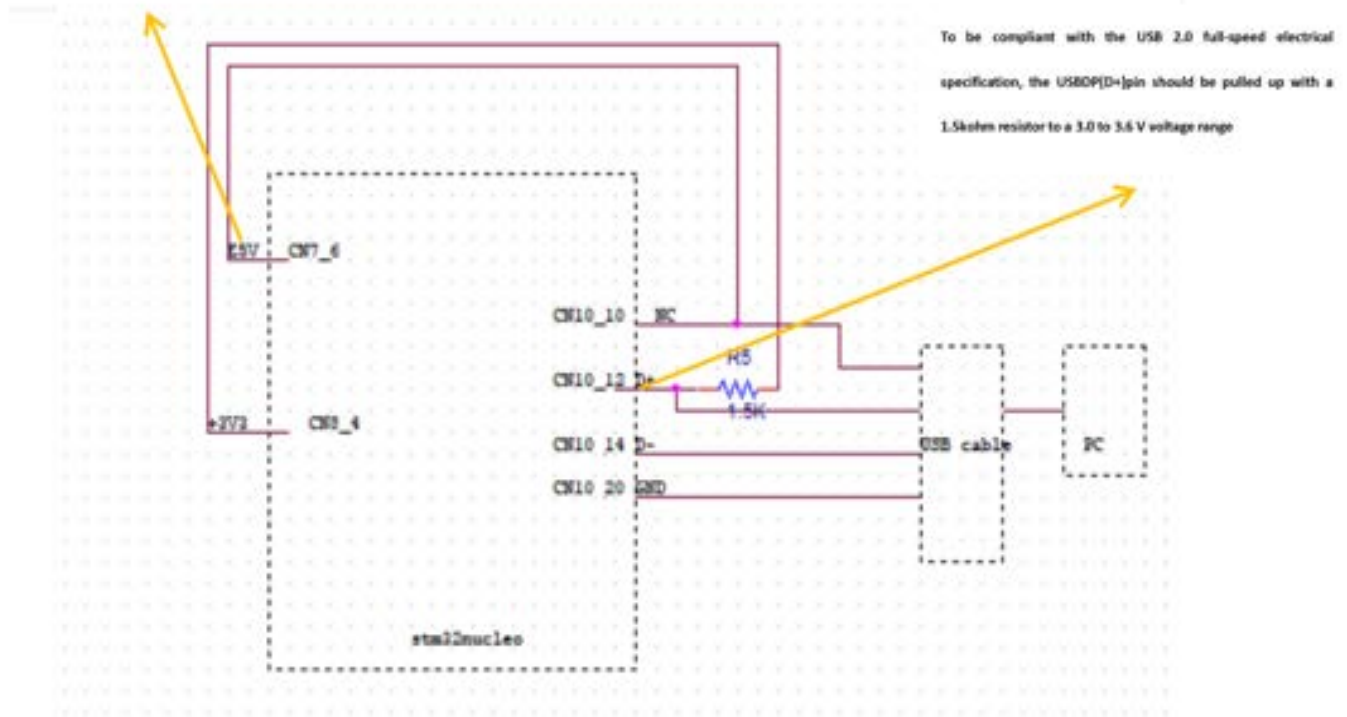 To be compliant with the USB 2.0 full-speed electrical
specification, the USBDP(D+)pin should be pulled up with a
1.5kohm resistor to a 3.0 to 3.6 V voltage range
E5V CN7_6
CN10_10 NC
R5
CN10_12 D+
1.5K
+3V3 CN8_4
CN10_14 D-
USB cable
PC
CN10_20 GND
stm32nucleo